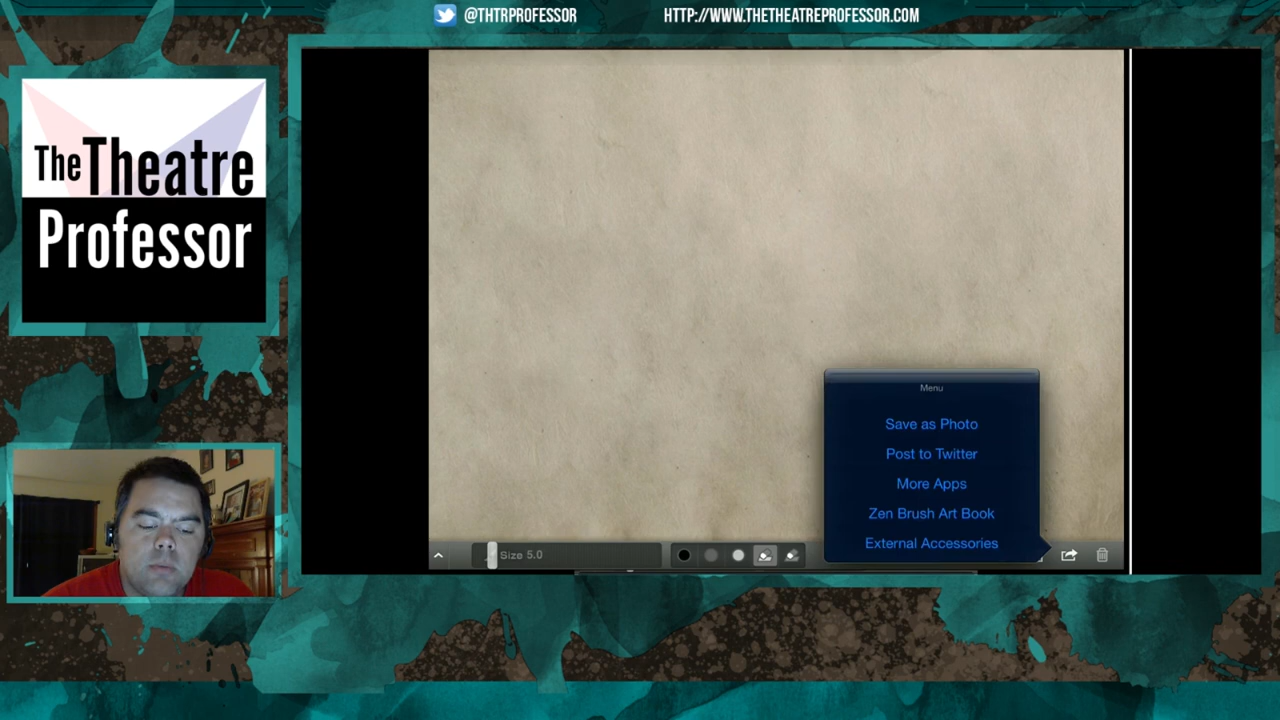 @THTRPROFESSOR
HTTP://WWW.THETHEATREPROFESSOR.COM
The Theatre
Professor
Menu
Save as Photo
Post to Twitter
More Apps
Zen Brush Art Book
External Accessories
Size 5.0